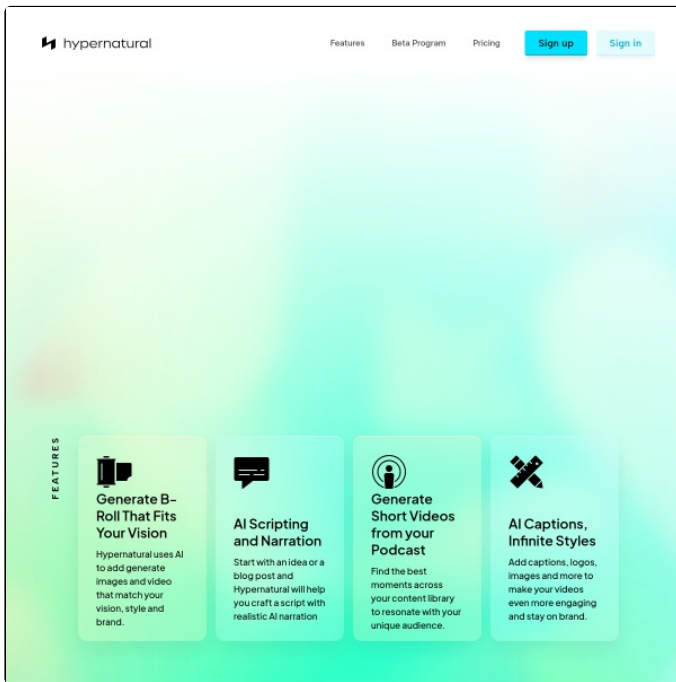 hypernatural
Features
Beta Program
Pricing
Sign up
Sign in
FEATURES
Generate B-
Roll That Fits
Your Vision
Hypernatural uses AI
to add generate
images and video
that match your
vision, style and
brand.
AI Scripting
and Narration
Start with an idea or a
blog post and
Hypernatural will help
you craft a script with
realistic AI narration
Generate
Short Videos
from your
Podcast
Find the best
moments across
your content library
to resonate with your
unique audience.
AI Captions,
Infinite Styles
Add captions, logos,
images and more to
make your videos
even more engaging
and stay on brand.